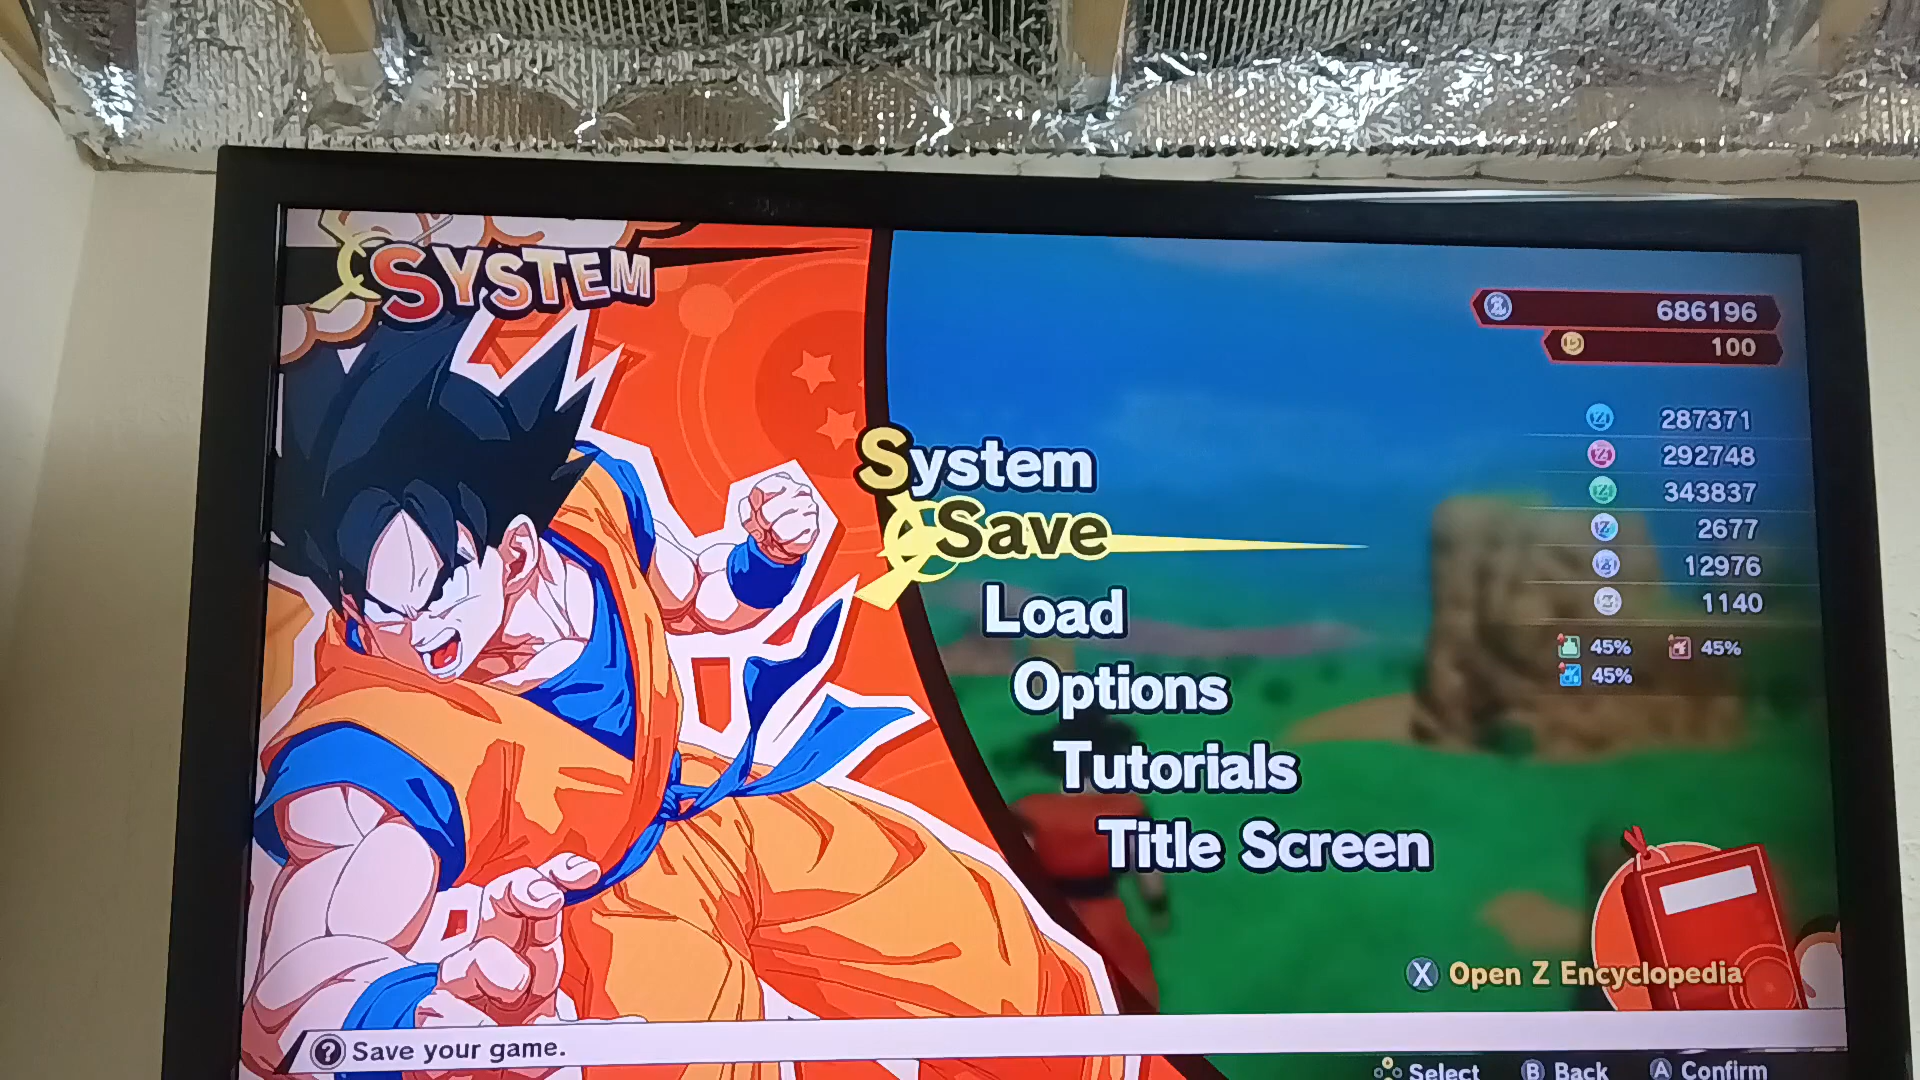 SYSTEM
686196
100
System
Save
Load
Options
Tutorials
Title Screen
287371
292748
343837
2677
12976
1140
45% 45%
45%
X Open Z Encyclopedia
? Save your game.
Select B Back A Confirm